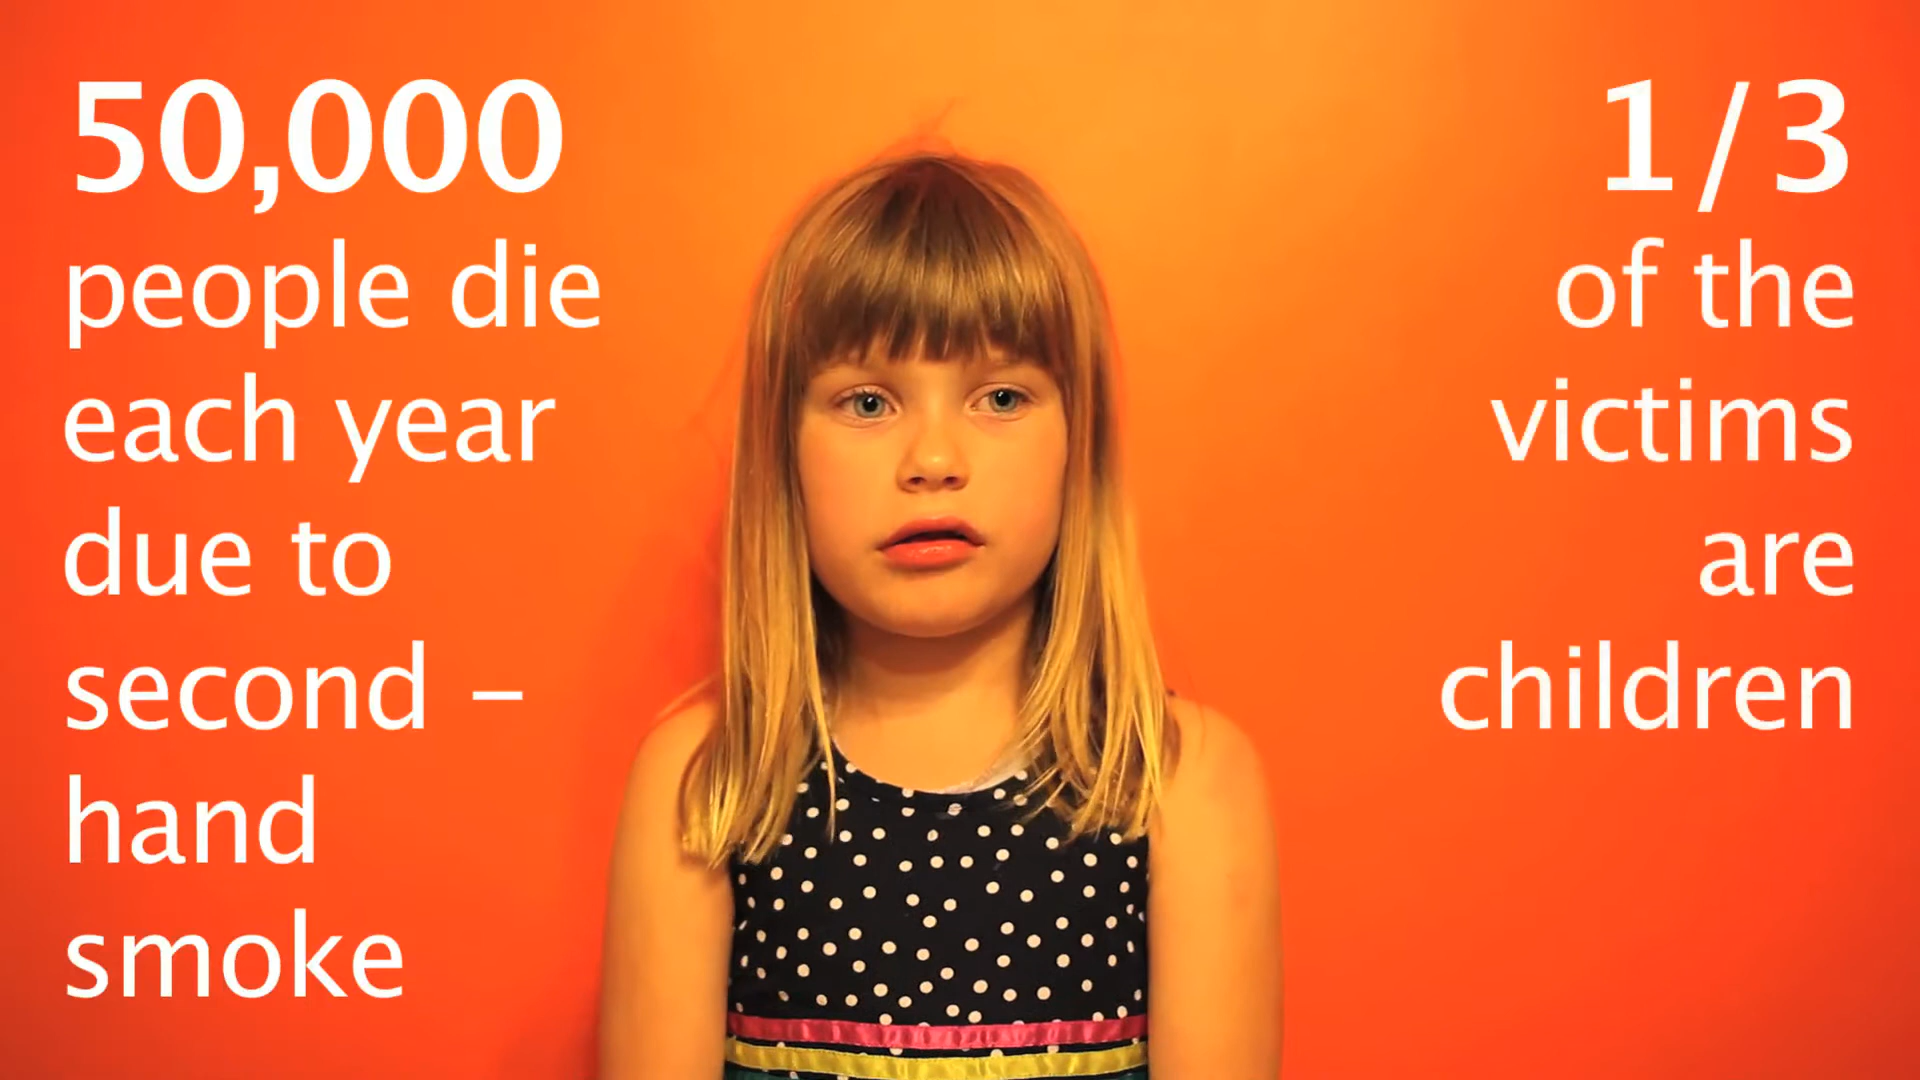 50,000
people die
each year
due to
second –
hand
smoke
1/3
of the
victims
are
children